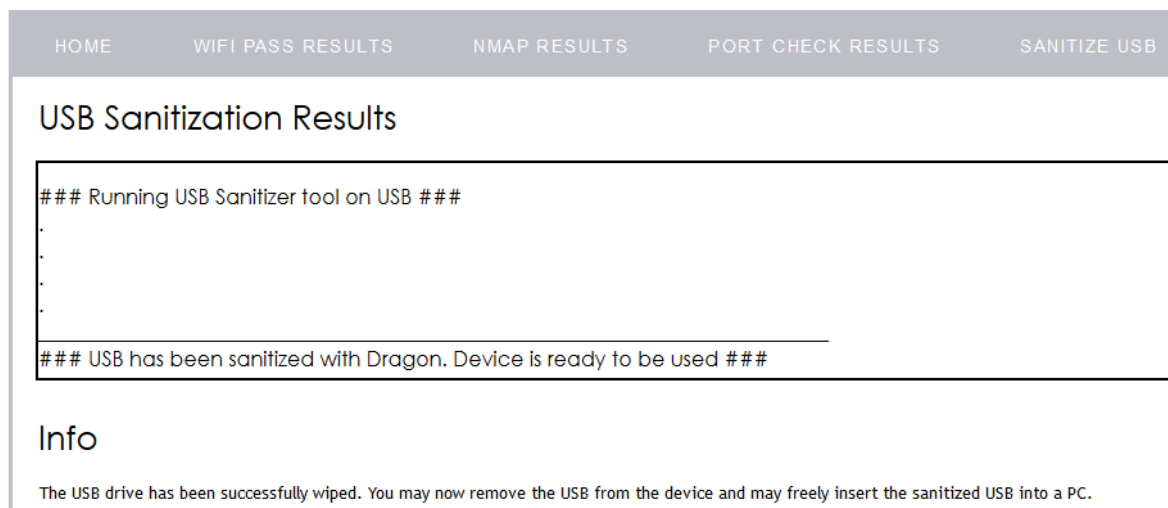 HOME WIFI PASS RESULTS NMAP RESULTS PORT CHECK RESULTS SANITIZE USB
USB Sanitization Results
### Running USB Sanitizer tool on USB ###
.
.
.
.
### USB has been sanitized with Dragon. Device is ready to be used ###
Info
The USB drive has been successfully wiped. You may now remove the USB from the device and may freely insert the sanitized USB into a PC.